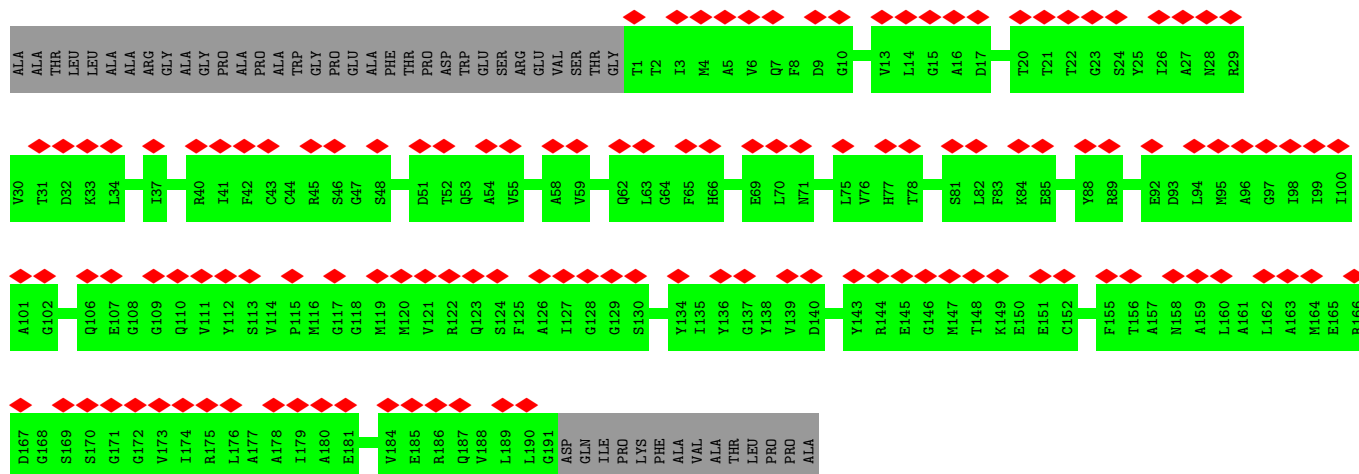 ALA ALA THR LEU LEU ALA ALA ARG GLY ALA GLY PRO ALA PRO ALA TRP GLY PRO GLU ALA PHE THR PRO ASP TRP GLU SER ARG GLU VAL SER THR GLY T1 T2 I3 M4 A5 V6 Q7 F8 D9 G10 V13 L14 G15 A16 D17 T20 T21 T22 G23 S24 Y25 I26 A27 N28 R29
V30 T31 D32 K33 L34 I37 R40 I41 F42 C43 C44 R45 S46 G47 S48 D51 T52 Q53 A54 V55 A58 V59 Q62 L63 G64 F65 H66 E69 L70 N71 L75 V76 H77 T78 S81 L82 F83 K84 E85 Y88 R89 E92 D93 L94 M95 A96 G97 I98 I99 I100
A101 G102 Q106 E107 G108 G109 Q110 V111 Y112 S113 V114 P115 M116 G117 G118 M119 M120 V121 R122 Q123 S124 F125 A126 I127 G128 G129 S130 Y134 I135 Y136 G137 Y138 V139 D140 Y143 R144 E145 G146 M147 T148 K149 E150 E151 C152 F155 T156 A157 N158 A159 L160 A161 L162 A163 M164 E165 R166
D167 G168 S169 S170 G171 G172 V173 I174 R175 L176 A177 A178 I179 A180 E181 V184 E185 R186 Q187 V188 L189 L190 G191 ASP GLN ILE PRO LYS PHE ALA VAL ALA THR LEU PRO PRO ALA